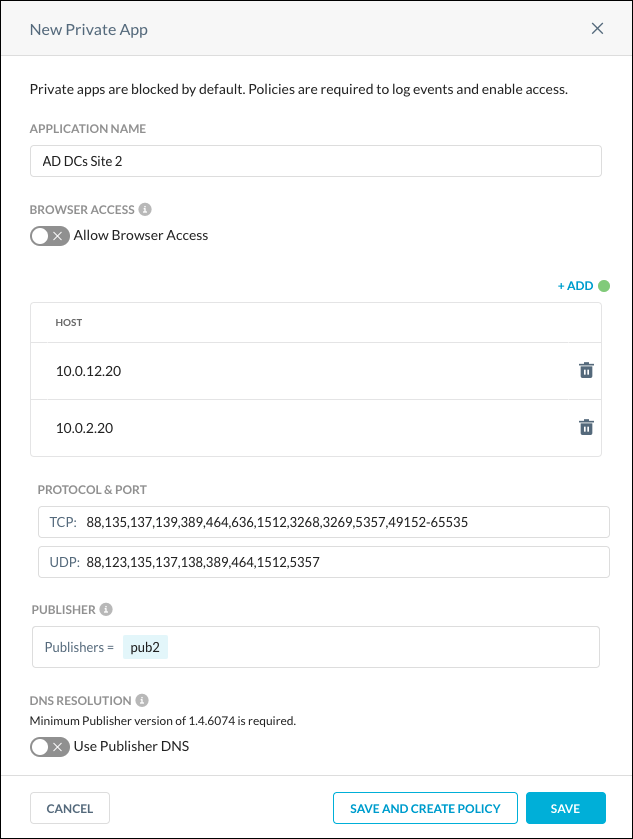 New Private App
Private apps are blocked by default. Policies are required to log events and enable access.
APPLICATION NAME
AD DCs Site 2
BROWSER ACCESS
Allow Browser Access
+ ADD
HOST
10.0.12.20
10.0.2.20
PROTOCOL & PORT
TCP: 88,135,137,139,389,464,636,1512,3268,3269,5357,49152-65535
UDP: 88,123,135,137,138,389,464,1512,5357
PUBLISHER
Publishers = pub2
DNS RESOLUTION
Minimum Publisher version of 1.4.6074 is required.
Use Publisher DNS
CANCEL SAVE AND CREATE POLICY SAVE